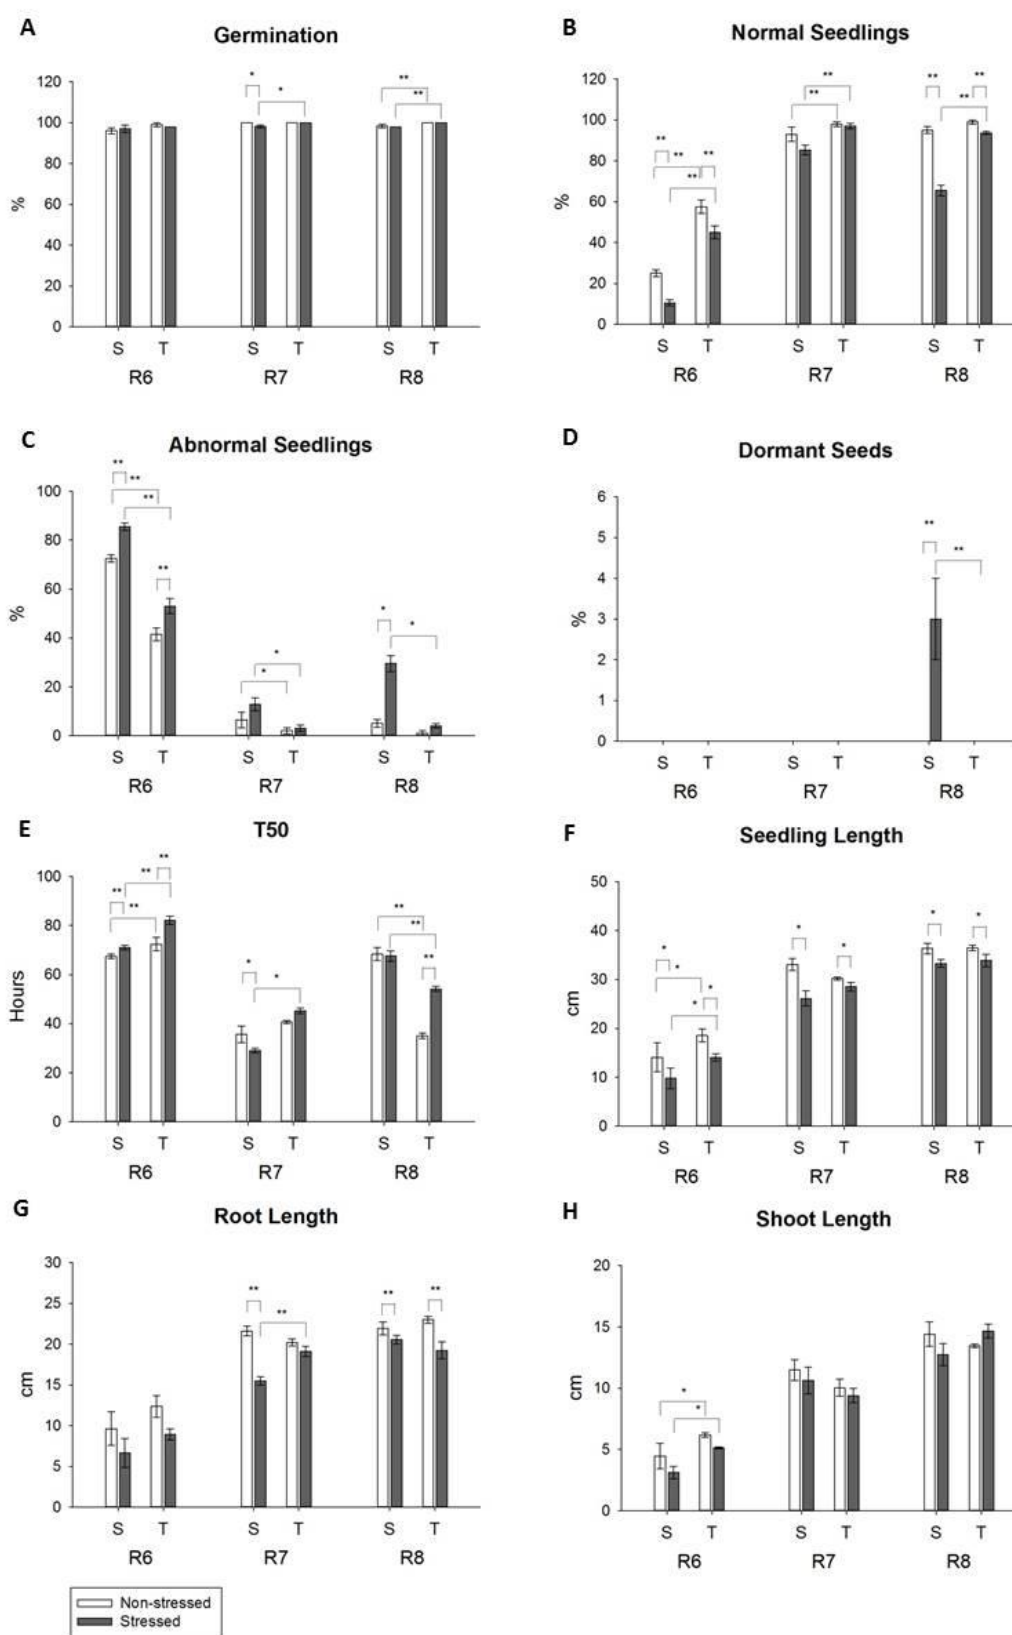 A
Germination
*
*
**
**
120
100
80
60
40
20
0
%
S T S T S T
R6 R7 R8
B
Normal Seedlings
**
**
**
**
**
**
**
**
**
120
100
80
60
40
20
0
%
S T S T S T
R6 R7 R8
C
Abnormal Seedlings
**
**
**
**
*
*
*
*
100
80
60
40
20
0
%
S T S T S T
R6 R7 R8
D
Dormant Seeds
**
**
6
5
4
3
2
1
0
%
S T S T S T
R6 R7 R8
E
T50
**
**
**
**
*
*
**
**
**
100
80
60
40
20
0
Hours
S T S T S T
R6 R7 R8
F
Seedling Length
*
*
*
*
*
*
*
*
50
40
30
20
10
0
cm
S T S T S T
R6 R7 R8
G
Root Length
**
**
**
**
30
25
20
15
10
5
0
cm
S T S T S T
R6 R7 R8
H
Shoot Length
*
*
20
15
10
5
0
cm
S T S T S T
R6 R7 R8
Non-stressed
Stressed